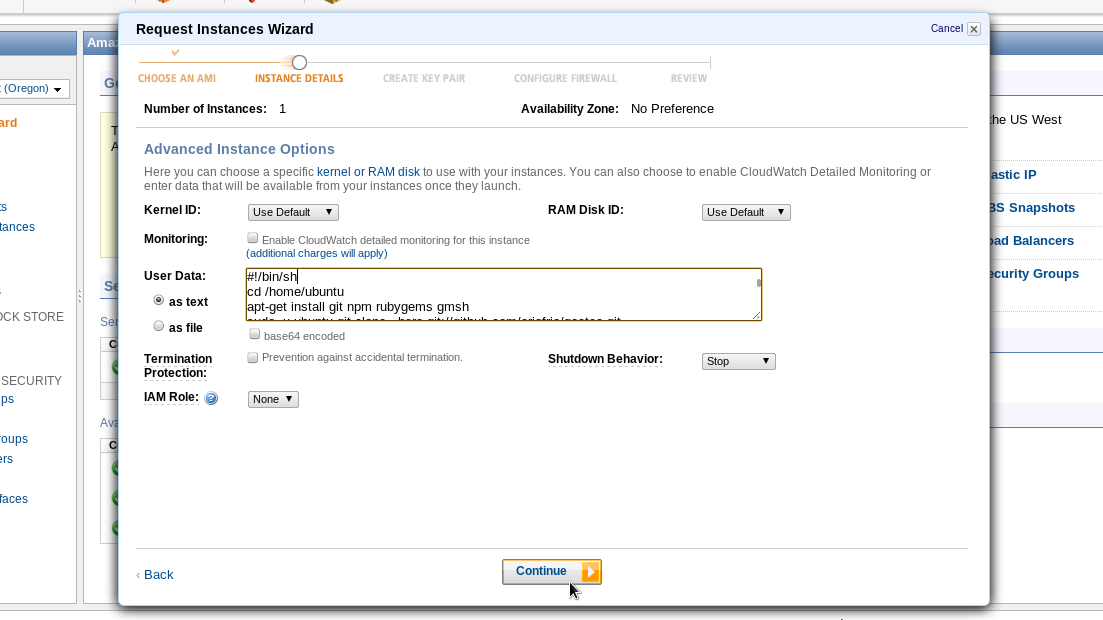 Request Instances Wizard
Cancel
CHOOSE AN AMI INSTANCE DETAILS CREATE KEY PAIR CONFIGURE FIREWALL REVIEW
Number of Instances: 1 Availability Zone: No Preference
Advanced Instance Options
Here you can choose a specific kernel or RAM disk to use with your instances. You can also choose to enable CloudWatch Detailed Monitoring or
enter data that will be available from your instances once they launch.
Kernel ID: Use Default RAM Disk ID: Use Default
Monitoring: Enable CloudWatch detailed monitoring for this instance
(additional charges will apply)
User Data: #!/bin/sh
cd /home/ubuntu
as text
apt-get install git npm rubygems gmsh
as file
base64 encoded
Termination
Protection:
Prevention against accidental termination.
Shutdown Behavior: Stop
IAM Role: ? None
‹ Back
Continue
Amaz
(Oregon)
ard
ts
tances
OCK STORE
SECURITY
ps
roups
ers
faces
Ge
T
A
Se
Ser
C
Ava
C
the US West
astic IP
BS Snapshots
oad Balancers
ecurity Groups